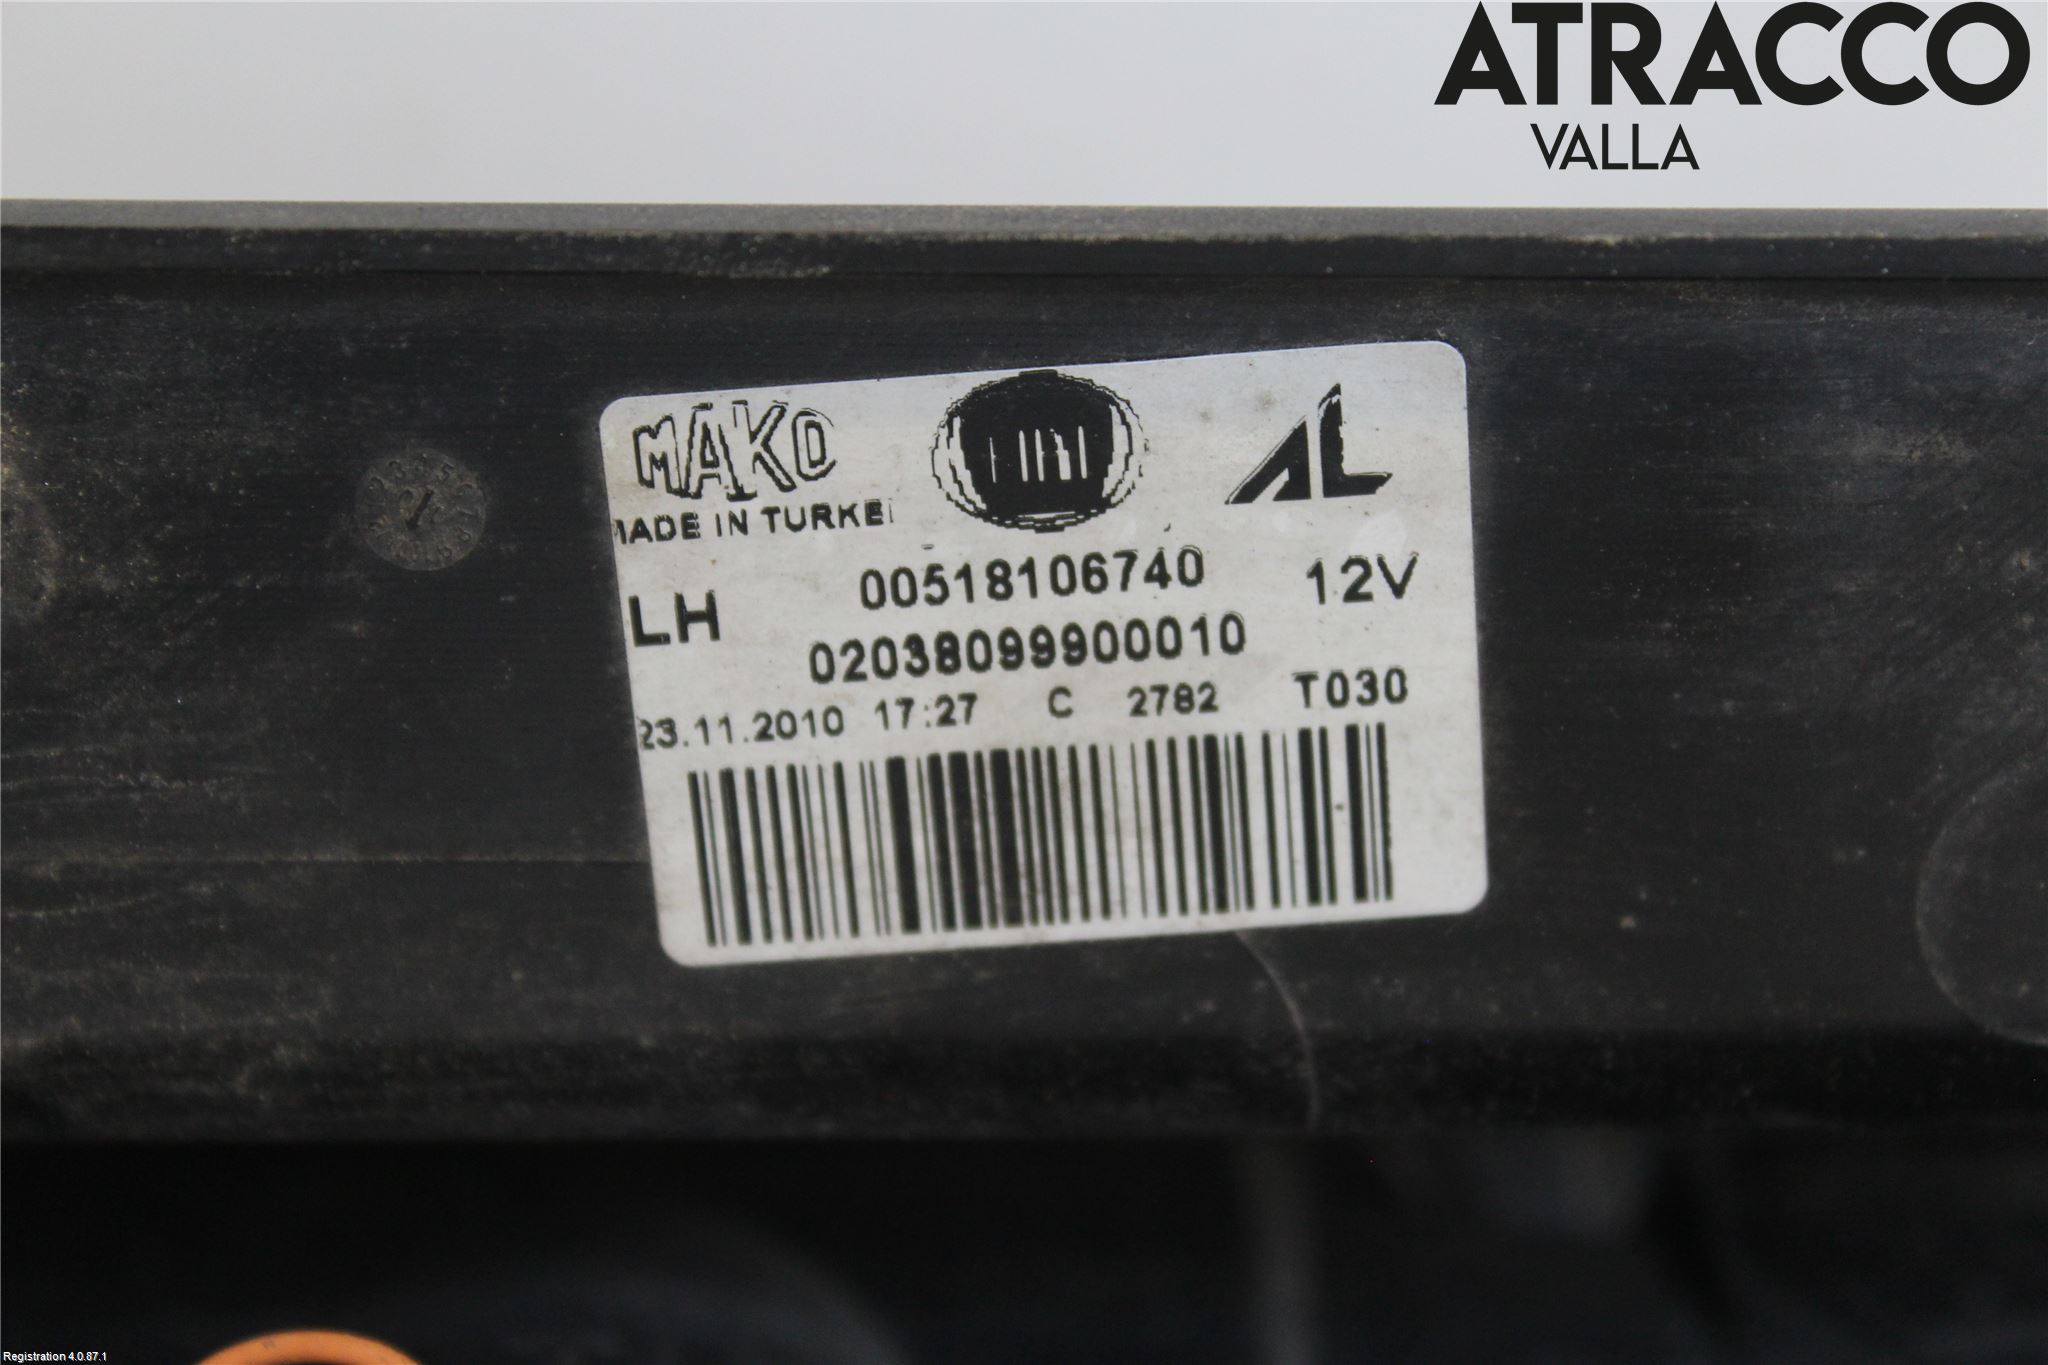 ATRACCO
VALLA
MAKO
AL
MADE IN TURKE
00518106740
12V
LH
02038099900010
23.11.2010 17:27 C 2782 T030
Registration 4.0.87.1